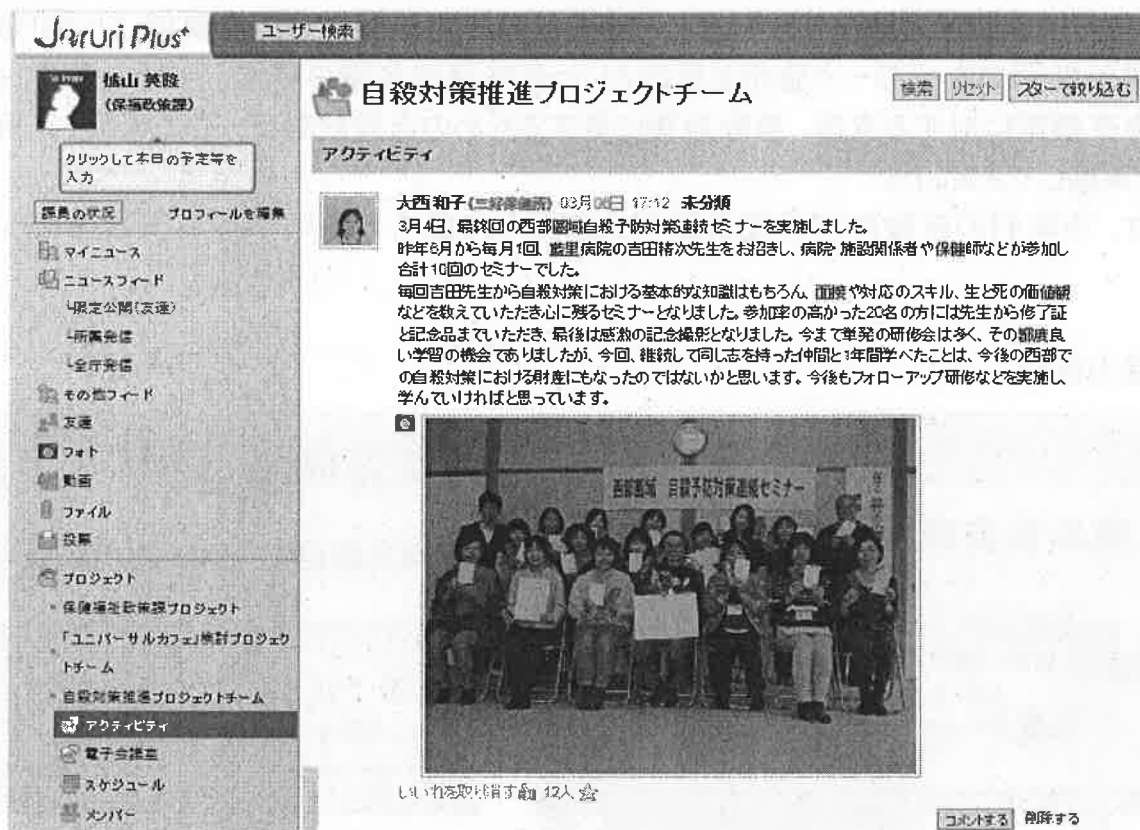 Joruri Plus+
ユーザー検索
英隆
(保福政策課)
クリックして本日の予定等を
入力
課員の状況 プロフィールを編集
マイニュース
ニュースフィード
└限定公開(友達)
└所属発信
└全庁発信
その他フィード
友達
フォト
動画
ファイル
投票
プロジェクト
保健福祉政策課プロジェクト
「ユニバーサルカフェ」検討プロジェク
トチーム
自殺対策推進プロジェクトチーム
アクティビティ
電子会議室
スケジュール
メンバー
自殺対策推進プロジェクトチーム
検索 リセット スターで絞り込む
アクティビティ
大西 和子 (三好保健所) 03月06日 17:12 未分類
3月4日、最終回の西部圏域自殺予防対策連続セミナーを実施しました。
昨年6月から毎月1回、病院の吉田先生をお招きし、病院・施設関係者や保健師などが参加し
合計10回のセミナーでした。
毎回吉田先生から自殺対策における基本的な知識はもちろん、面接や対応のスキル、生と死の価値観
などを教えていただき心に残るセミナーとなりました。参加率の高かった20名の方には先生から修了証
と記念品までいただき、最後は感激の記念撮影となりました。今まで単発の研修会は多く、その都度良
い学習の機会でありましたが、今回、継続して同じ志を持った仲間と1年間学べたことは、今後の西部で
の自殺対策における財産にもなったのではないかと思います。今後もフォローアップ研修などを実施し、
学んでいければと思っています。
西部圏域 自殺予防対策連続セミナー
いいねを取り消す 12人
コメントする 削除する